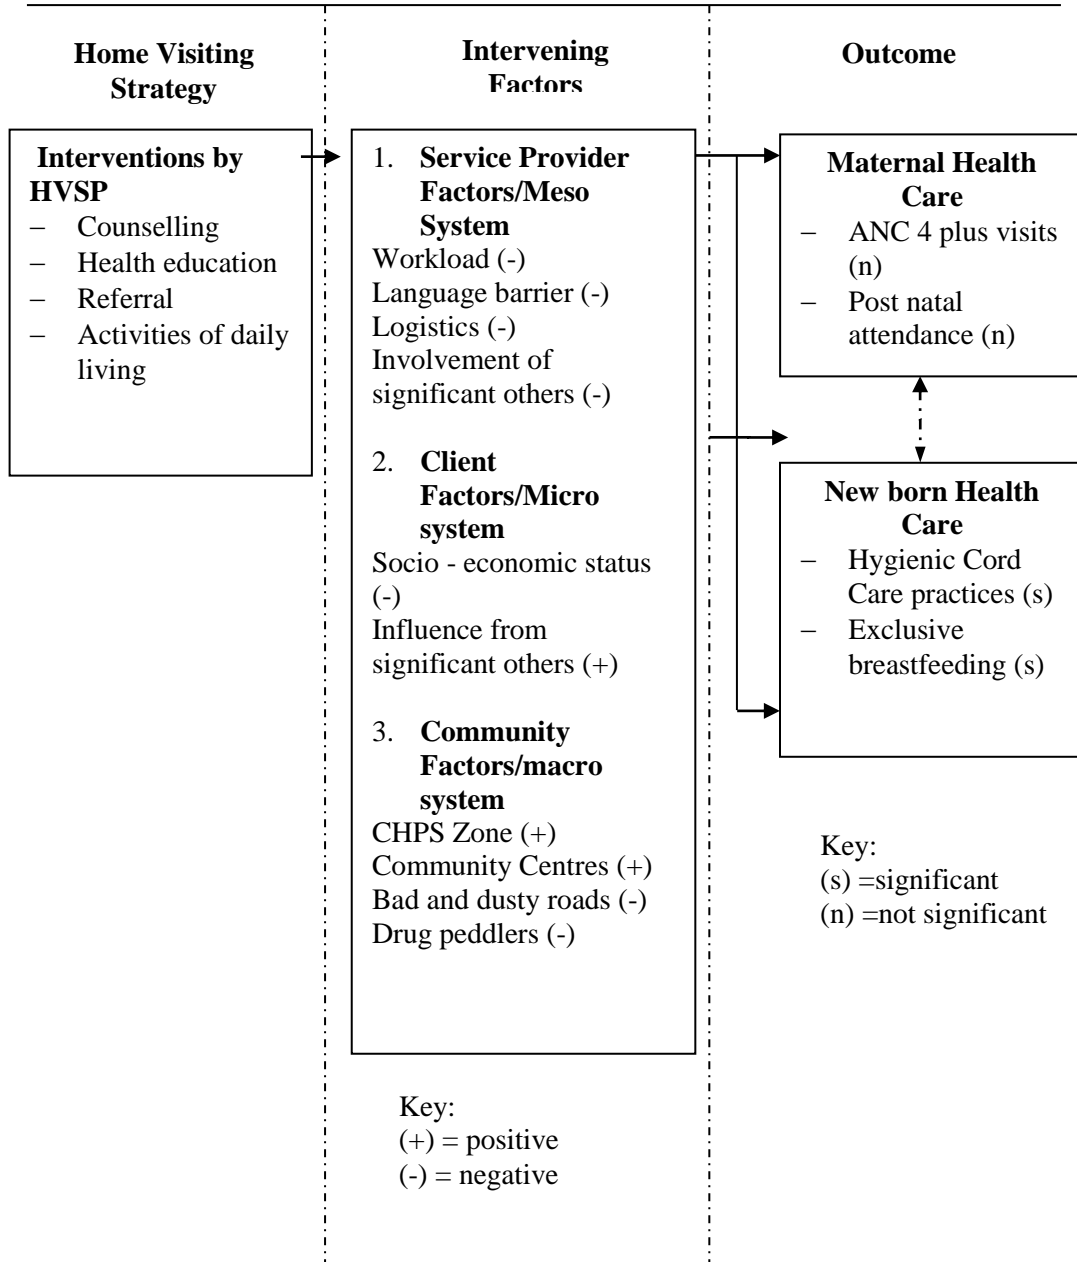 Home Visiting
Strategy
Interventions by
HVSP
– Counselling
– Health education
– Referral
– Activities of daily
living
Intervening
Factors
1. Service Provider
Factors/Meso
System
Workload (-)
Language barrier (-)
Logistics (-)
Involvement of
significant others (-)
2. Client
Factors/Micro
system
Socio - economic status
(-)
Influence from
significant others (+)
3. Community
Factors/macro
system
CHPS Zone (+)
Community Centres (+)
Bad and dusty roads (-)
Drug peddlers (-)
Key:
(+) = positive
(-) = negative
Outcome
Maternal Health
Care
– ANC 4 plus visits
(n)
– Post natal
attendance (n)
New born Health
Care
– Hygienic Cord
Care practices (s)
– Exclusive
breastfeeding (s)
Key:
(s) =significant
(n) =not significant